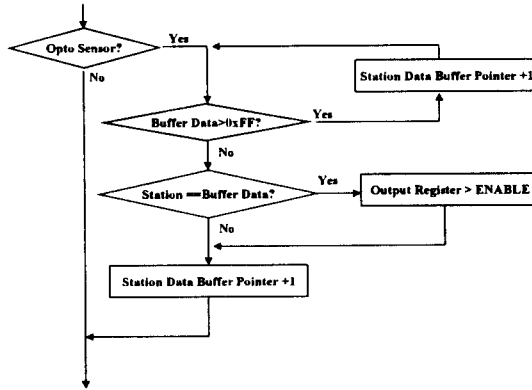 Opto Sensor?
Yes
No
Station Data Buffer Pointer +1
Buffer Data>0xFF?
Yes
No
Station ==Buffer Data?
Yes
Output Register > ENABLE
No
Station Data Buffer Pointer +1